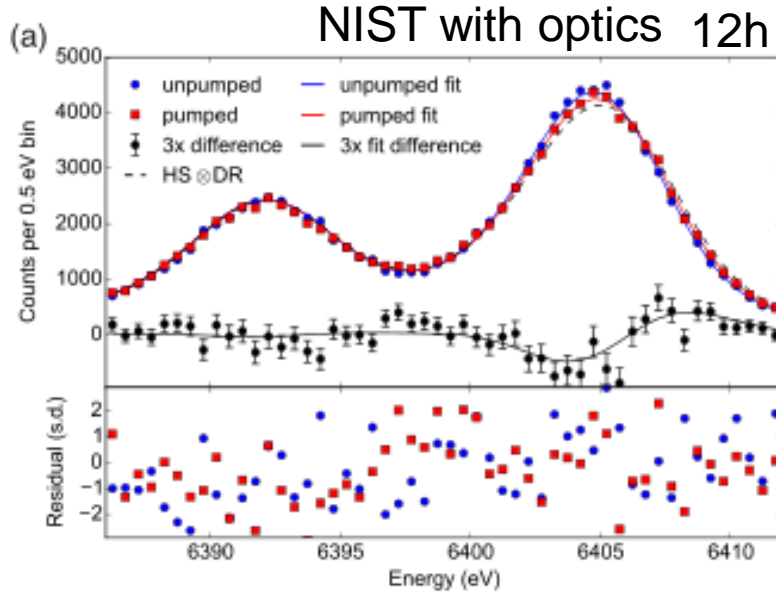 NIST with optics 12h
(a)
5000
4000
3000
2000
1000
0
Counts per 0.5 eV bin
unpumped
unpumped fit
pumped
pumped fit
3x difference
3x fit difference
HS⊗DR
2
1
0
−1
−2
Residual (s.d.)
6390
6395
6400
6405
6410
Energy (eV)